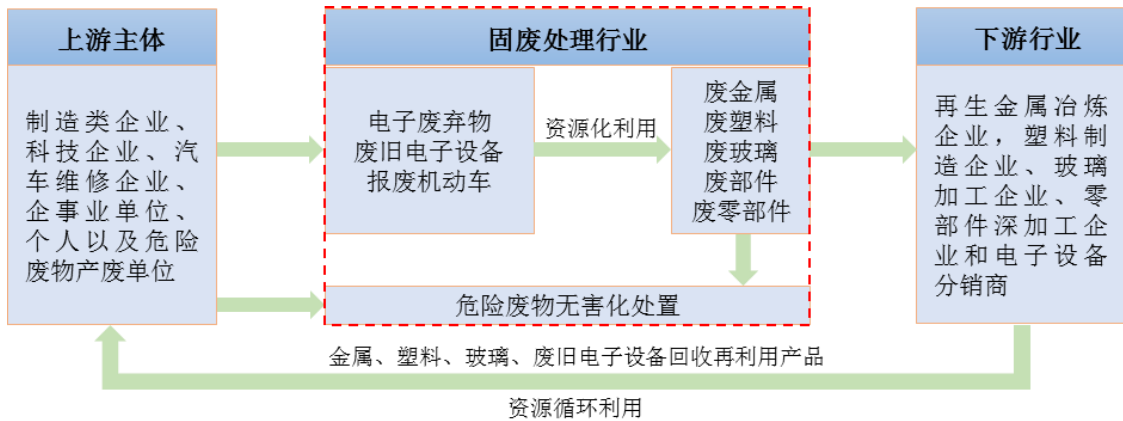 上游主体
制造类企业、
科技企业、汽
车维修企业、
企事业单位、
个人以及危险
废物产废单位
固废处理行业
电子废弃物
废旧电子设备
报废机动车
资源化利用
废金属
废塑料
废玻璃
废部件
废零部件
危险废物无害化处置
下游行业
再生金属冶炼
企业，塑料制
造企业、玻璃
加工企业、零
部件深加工企
业和电子设备
分销商
金属、塑料、玻璃、废旧电子设备回收再利用产品
资源循环利用